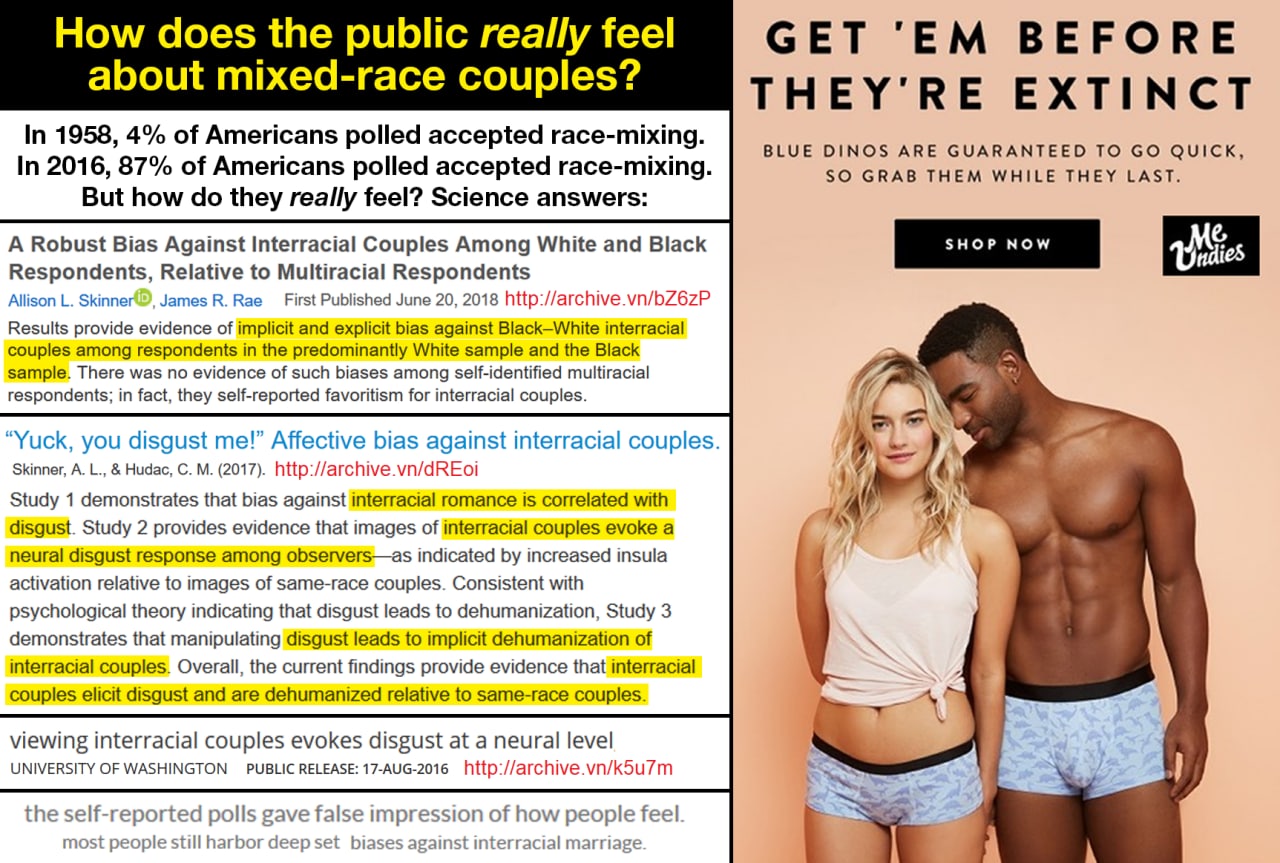 How does the public really feel
about mixed-race couples?
In 1958, 4% of Americans polled accepted race-mixing.
In 2016, 87% of Americans polled accepted race-mixing.
But how do they really feel? Science answers:
A Robust Bias Against Interracial Couples Among White and Black
Respondents, Relative to Multiracial Respondents
Allison L. Skinner iD, James R. Rae First Published June 20, 2018 http://archive.vn/bZ6zP
Results provide evidence of implicit and explicit bias against Black–White interracial
couples among respondents in the predominantly White sample and the Black
sample. There was no evidence of such biases among self-identified multiracial
respondents; in fact, they self-reported favoritism for interracial couples.
“Yuck, you disgust me!” Affective bias against interracial couples.
Skinner, A. L., & Hudac, C. M. (2017). http://archive.vn/dREoi
Study 1 demonstrates that bias against interracial romance is correlated with
disgust. Study 2 provides evidence that images of interracial couples evoke a
neural disgust response among observers—as indicated by increased insula
activation relative to images of same-race couples. Consistent with
psychological theory indicating that disgust leads to dehumanization, Study 3
demonstrates that manipulating disgust leads to implicit dehumanization of
interracial couples. Overall, the current findings provide evidence that interracial
couples elicit disgust and are dehumanized relative to same-race couples.
viewing interracial couples evokes disgust at a neural level
UNIVERSITY OF WASHINGTON PUBLIC RELEASE: 17-AUG-2016 http://archive.vn/k5u7m
the self-reported polls gave false impression of how people feel.
most people still harbor deep set biases against interracial marriage.
GET 'EM BEFORE
THEY'RE EXTINCT
BLUE DINOS ARE GUARANTEED TO GO QUICK,
SO GRAB THEM WHILE THEY LAST.
SHOP NOW
Me
Undies